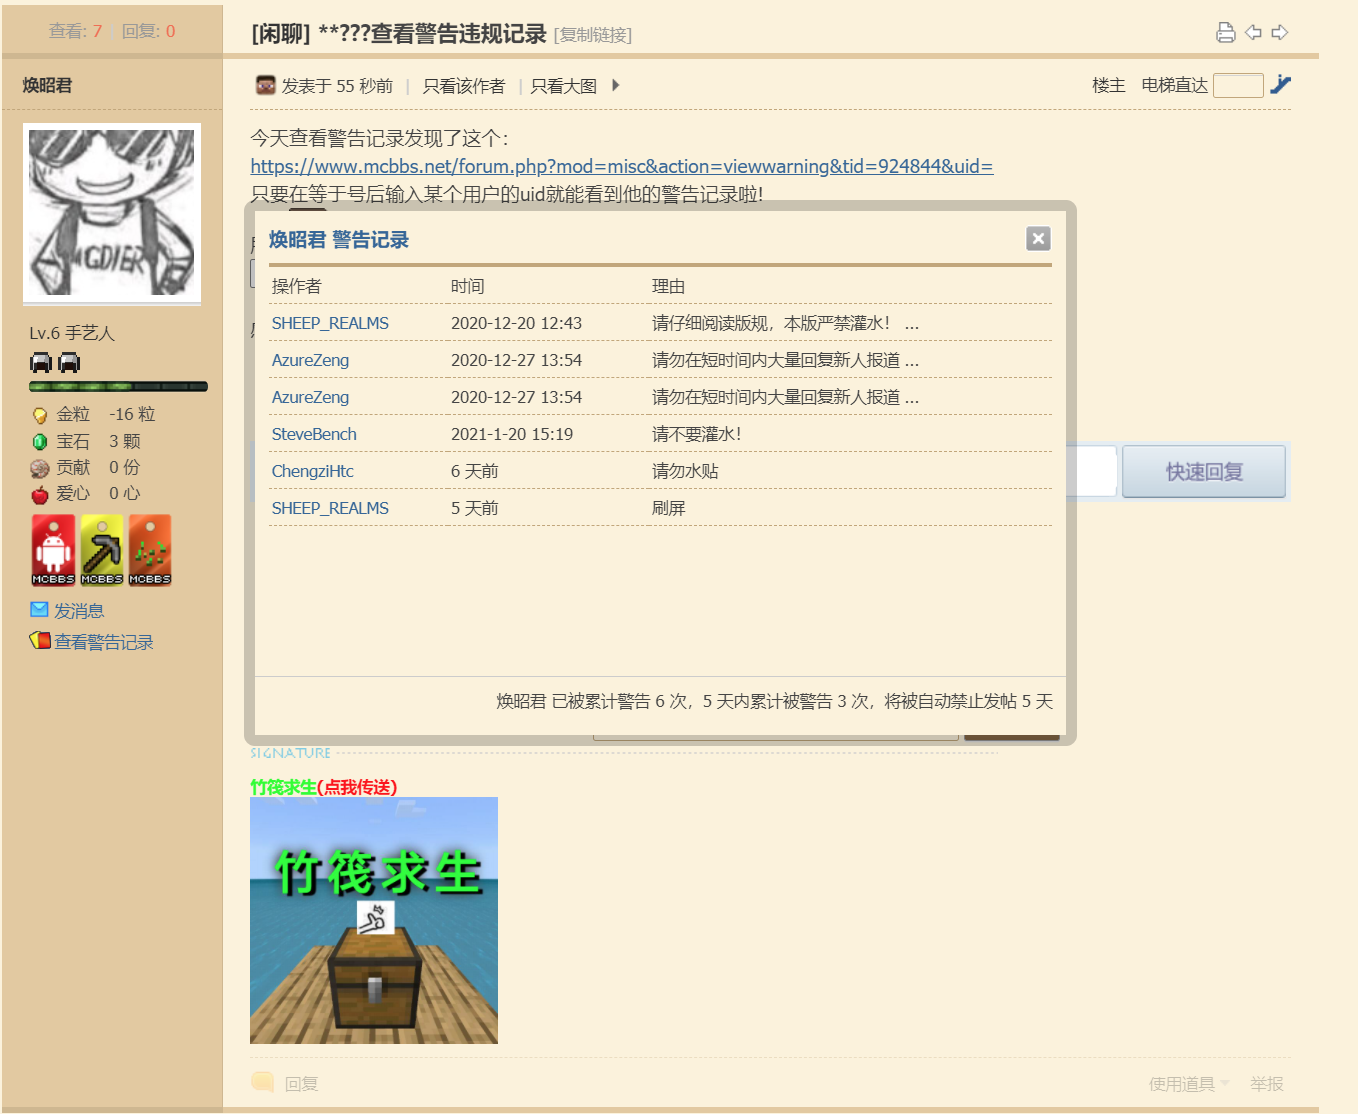 查看: 7 回复: 0
[闲聊] **???查看警告违规记录 [复制链接]
焕昭君
发表于 55 秒前 | 只看该作者 | 只看大图
楼主 电梯直达
今天查看警告记录发现了这个：
https://www.mcbbs.net/forum.php?mod=misc&action=viewwarning&tid=924844&uid=
只要在等于号后输入某个用户的uid就能看到他的警告记录啦!
MCGDIER
Lv.6 手艺人
金粒 -16 粒
宝石 3 颗
贡献 0 份
爱心 0 心
MCBBS MCBBS MCBBS
发消息
查看警告记录
焕昭君 警告记录
操作者 时间 理由
SHEEP_REALMS 2020-12-20 12:43 请仔细阅读版规，本版严禁灌水！ ...
AzureZeng 2020-12-27 13:54 请勿在短时间内大量回复新人报道 ...
AzureZeng 2020-12-27 13:54 请勿在短时间内大量回复新人报道 ...
SteveBench 2021-1-20 15:19 请不要灌水！
ChengziHtc 6 天前 请勿水贴
SHEEP_REALMS 5 天前 刷屏
焕昭君 已被累计警告 6 次，5 天内累计被警告 3 次，将被自动禁止发帖 5 天
快速回复
SIGNATURE
竹筏求生(点我传送)
竹筏求生
回复
使用道具 举报